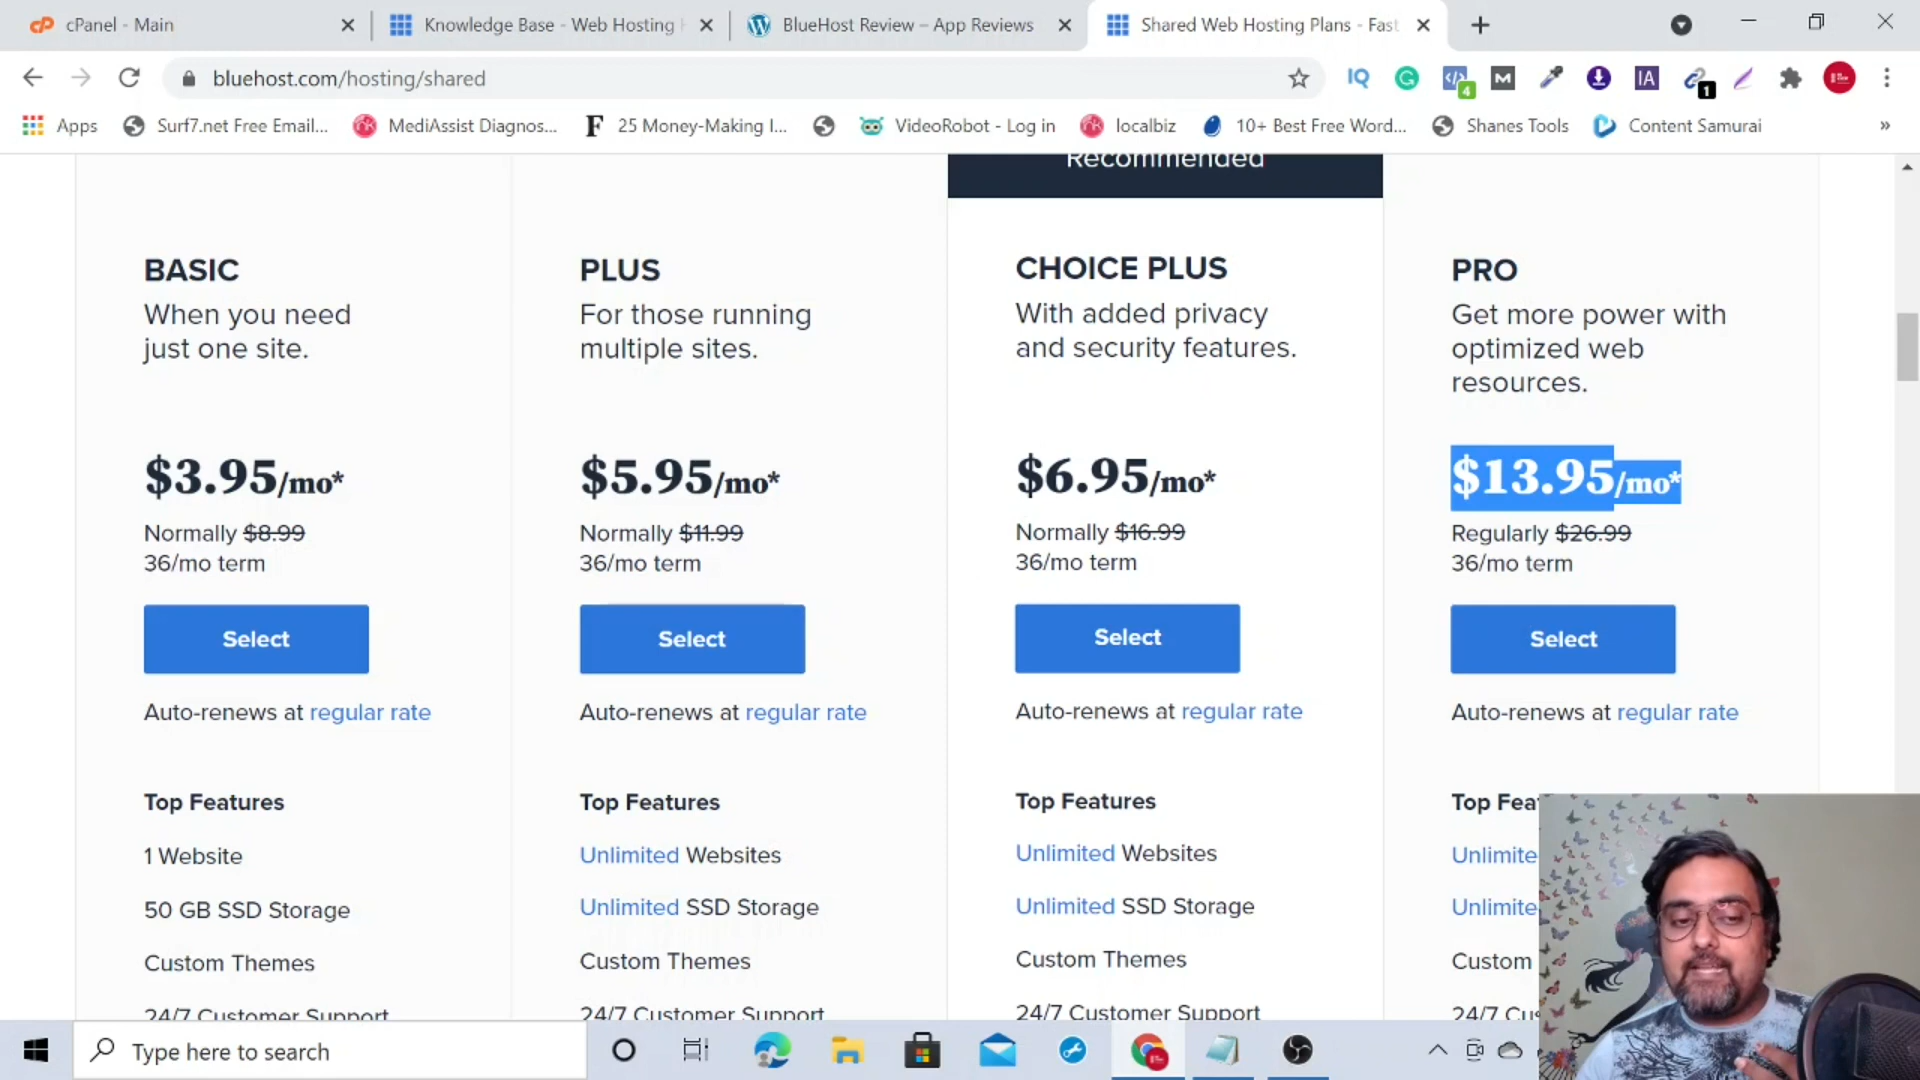 cPanel - Main
Knowledge Base - Web Hosting
BlueHost Review – App Reviews
Shared Web Hosting Plans - Fast
bluehost.com/hosting/shared
IQ
4
M
IA
1
Apps
Surf7.net Free Email...
MediAssist Diagnos...
25 Money-Making I...
VideoRobot - Log in
localbiz
10+ Best Free Word...
Shanes Tools
Content Samurai
»
Recommended
BASIC
When you need
just one site.
$3.95/mo*
Normally $8.99
36/mo term
Select
Auto-renews at regular rate
Top Features
1 Website
50 GB SSD Storage
Custom Themes
24/7 Customer Support
PLUS
For those running
multiple sites.
$5.95/mo*
Normally $11.99
36/mo term
Select
Auto-renews at regular rate
Top Features
Unlimited Websites
Unlimited SSD Storage
Custom Themes
24/7 Customer Support
CHOICE PLUS
With added privacy
and security features.
$6.95/mo*
Normally $16.99
36/mo term
Select
Auto-renews at regular rate
Top Features
Unlimited Websites
Unlimited SSD Storage
Custom Themes
24/7 Customer Support
PRO
Get more power with
optimized web
resources.
$13.95/mo*
Regularly $26.99
36/mo term
Select
Auto-renews at regular rate
Top Fea
Unlimite
Unlimite
Custom
24/7 Cus
Type here to search